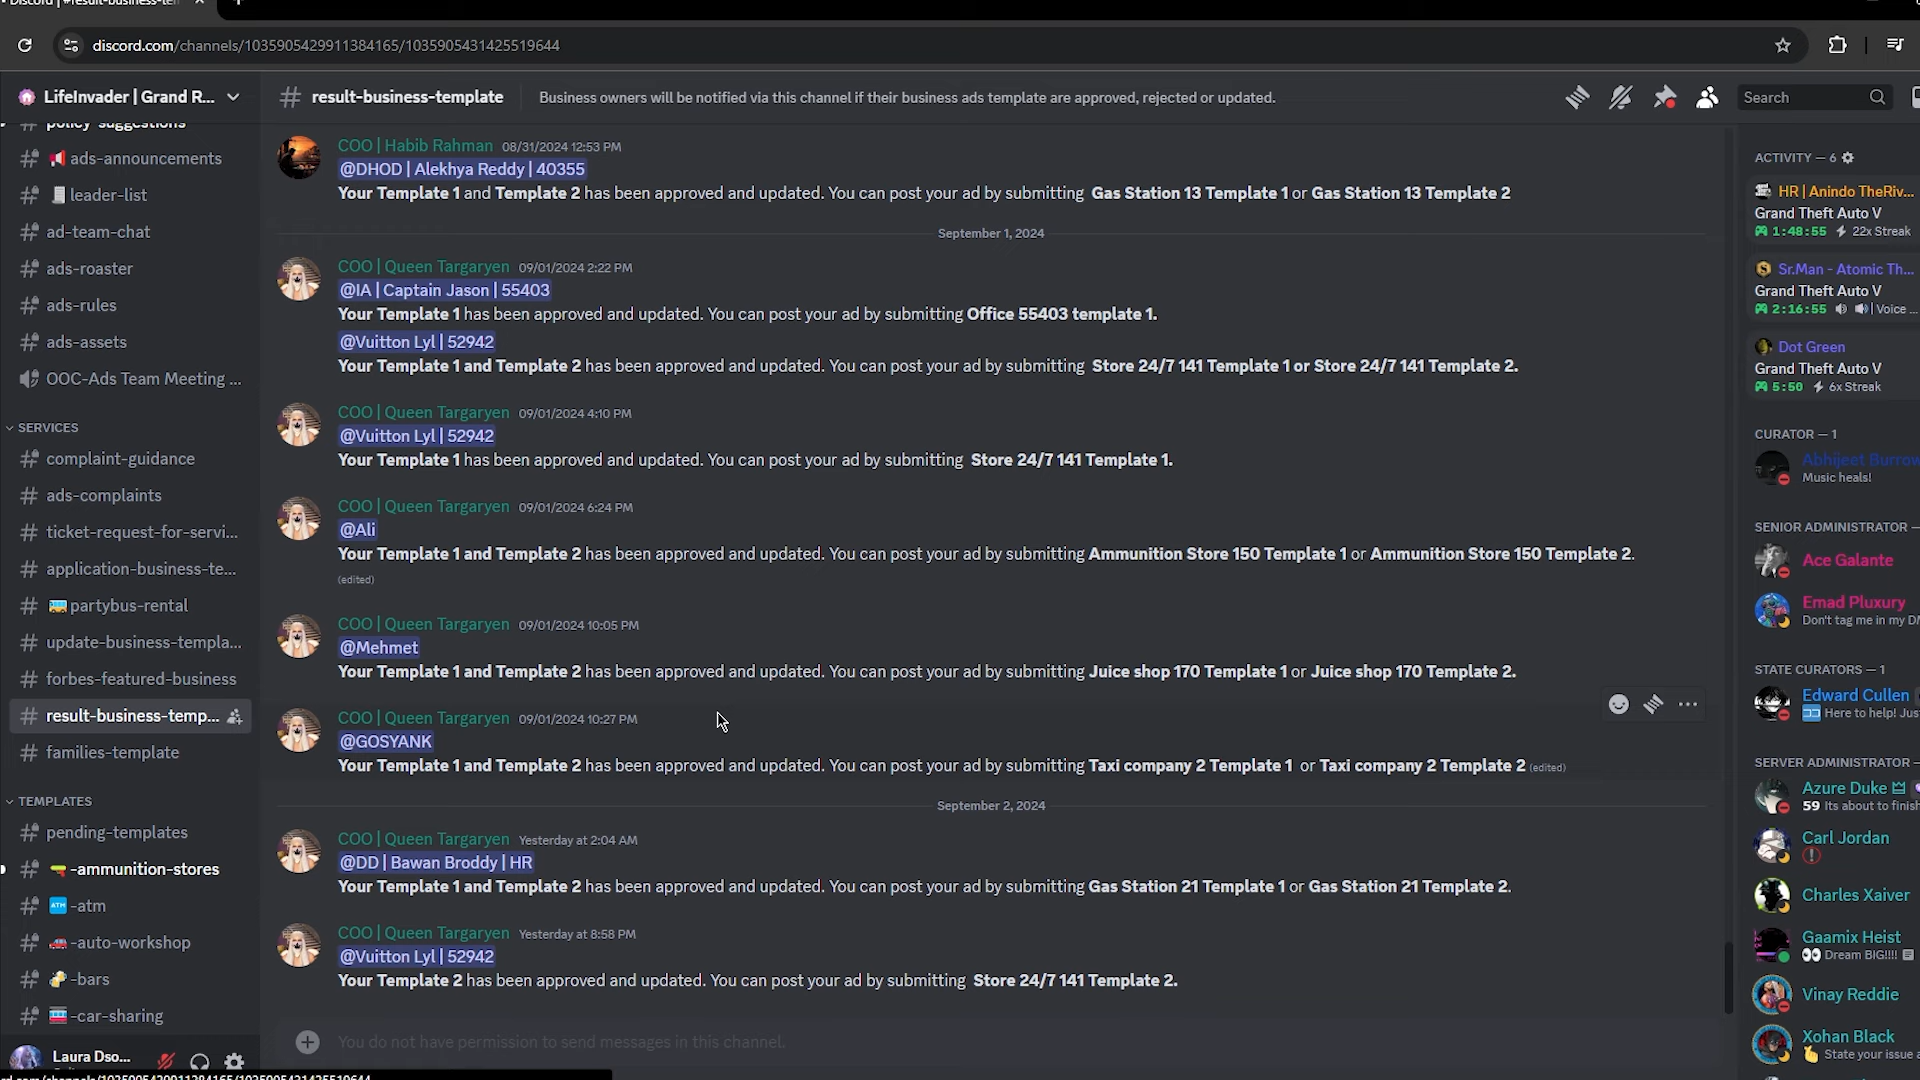 Discord | #result-business-tem
discord.com/channels/1035905429911384165/1035905431425519644
LifeInvader | Grand R...
# result-business-template
Business owners will be notified via this channel if their business ads template are approved, rejected or updated.
Search
policy-suggestions
ads-announcements
leader-list
ad-team-chat
ads-roaster
ads-rules
ads-assets
OOC-Ads Team Meeting ...
SERVICES
complaint-guidance
ads-complaints
ticket-request-for-servi...
application-business-te...
partybus-rental
update-business-templa...
forbes-featured-business
result-business-temp...
families-template
TEMPLATES
pending-templates
-ammunition-stores
-atm
-auto-workshop
-bars
-car-sharing
Laura Dso...
COO | Habib Rahman 08/31/2024 12:53 PM
@DHOD | Alekhya Reddy | 40355
Your Template 1 and Template 2 has been approved and updated. You can post your ad by submitting Gas Station 13 Template 1 or Gas Station 13 Template 2
September 1, 2024
COO | Queen Targaryen 09/01/2024 2:22 PM
@IA | Captain Jason | 55403
Your Template 1 has been approved and updated. You can post your ad by submitting Office 55403 template 1.
@Vuitton Lyl | 52942
Your Template 1 and Template 2 has been approved and updated. You can post your ad by submitting Store 24/7 141 Template 1 or Store 24/7 141 Template 2.
COO | Queen Targaryen 09/01/2024 4:10 PM
@Vuitton Lyl | 52942
Your Template 1 has been approved and updated. You can post your ad by submitting Store 24/7 141 Template 1.
COO | Queen Targaryen 09/01/2024 6:24 PM
@Ali
Your Template 1 and Template 2 has been approved and updated. You can post your ad by submitting Ammunition Store 150 Template 1 or Ammunition Store 150 Template 2.
(edited)
COO | Queen Targaryen 09/01/2024 10:05 PM
@Mehmet
Your Template 1 and Template 2 has been approved and updated. You can post your ad by submitting Juice shop 170 Template 1 or Juice shop 170 Template 2.
COO | Queen Targaryen 09/01/2024 10:27 PM
@GOSYANK
Your Template 1 and Template 2 has been approved and updated. You can post your ad by submitting Taxi company 2 Template 1 or Taxi company 2 Template 2 (edited)
September 2, 2024
COO | Queen Targaryen Yesterday at 2:04 AM
@DD | Bawan Broddy | HR
Your Template 1 and Template 2 has been approved and updated. You can post your ad by submitting Gas Station 21 Template 1 or Gas Station 21 Template 2.
COO | Queen Targaryen Yesterday at 8:58 PM
@Vuitton Lyl | 52942
Your Template 2 has been approved and updated. You can post your ad by submitting Store 24/7 141 Template 2.
You do not have permission to send messages in this channel.
ACTIVITY — 6
HR | Anindo TheRiv...
Grand Theft Auto V
1:48:55 22x Streak
Sr.Man - Atomic Th...
Grand Theft Auto V
2:16:55 | Voice ...
Dot Green
Grand Theft Auto V
5:50 6x Streak
CURATOR — 1
Abhijeet Burrow
Music heals!
SENIOR ADMINISTRATOR —
Ace Galante
Emad Pluxury
Don't tag me in my DM
STATE CURATORS — 1
Edward Cullen
Here to help! Jus
SERVER ADMINISTRATOR —
Azure Duke
59 Its about to finish
Carl Jordan
Charles Xaiver
Gaamix Heist
Dream BIG!!!!
Vinay Reddie
Xohan Black
State your issue a